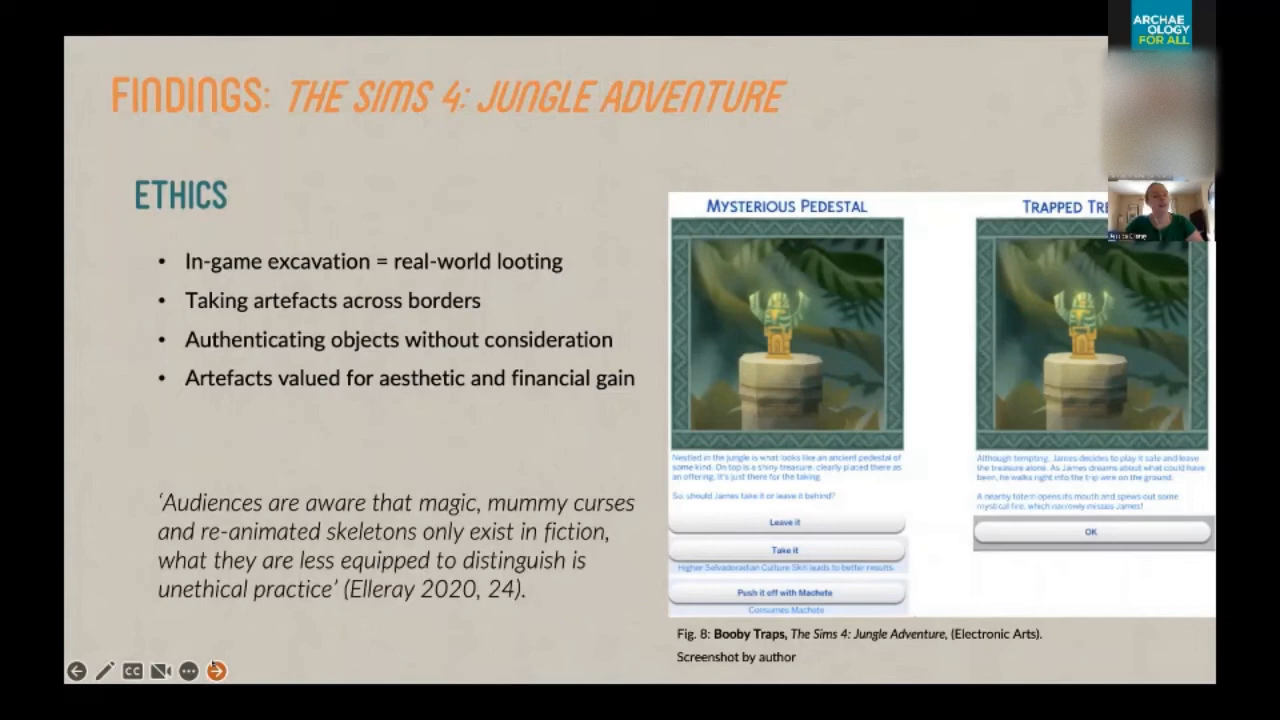 ARCHAE
OLOGY
FOR ALL
FINDINGS: THE SIMS 4: JUNGLE ADVENTURE
ETHICS
• In-game excavation = real-world looting
• Taking artefacts across borders
• Authenticating objects without consideration
• Artefacts valued for aesthetic and financial gain
'Audiences are aware that magic, mummy curses
and re-animated skeletons only exist in fiction,
what they are less equipped to distinguish is
unethical practice' (Elleray 2020, 24).
MYSTERIOUS PEDESTAL
Nestled in the jungle is what looks like an ancient pedestal of
some kind. On top is a shiny treasure, clearly placed there as
an offering, it's just there for the taking.
So, should James take it or leave it behind?
Leave it
Take it
Higher Selvadoradian Culture Skill leads to better results.
Push it off with Machete
Consumes Machete
TRAPPED TRE
Although tempting, James decides to play it safe and leave
the treasure alone. As James dreams about what could have
been, he walks right into the trip wire on the ground.
A nearby totem opens its mouth and spews out some
mystical fire, which narrowly misses James!
OK
Fig. 8: Booby Traps, The Sims 4: Jungle Adventure, (Electronic Arts).
Screenshot by author
CC